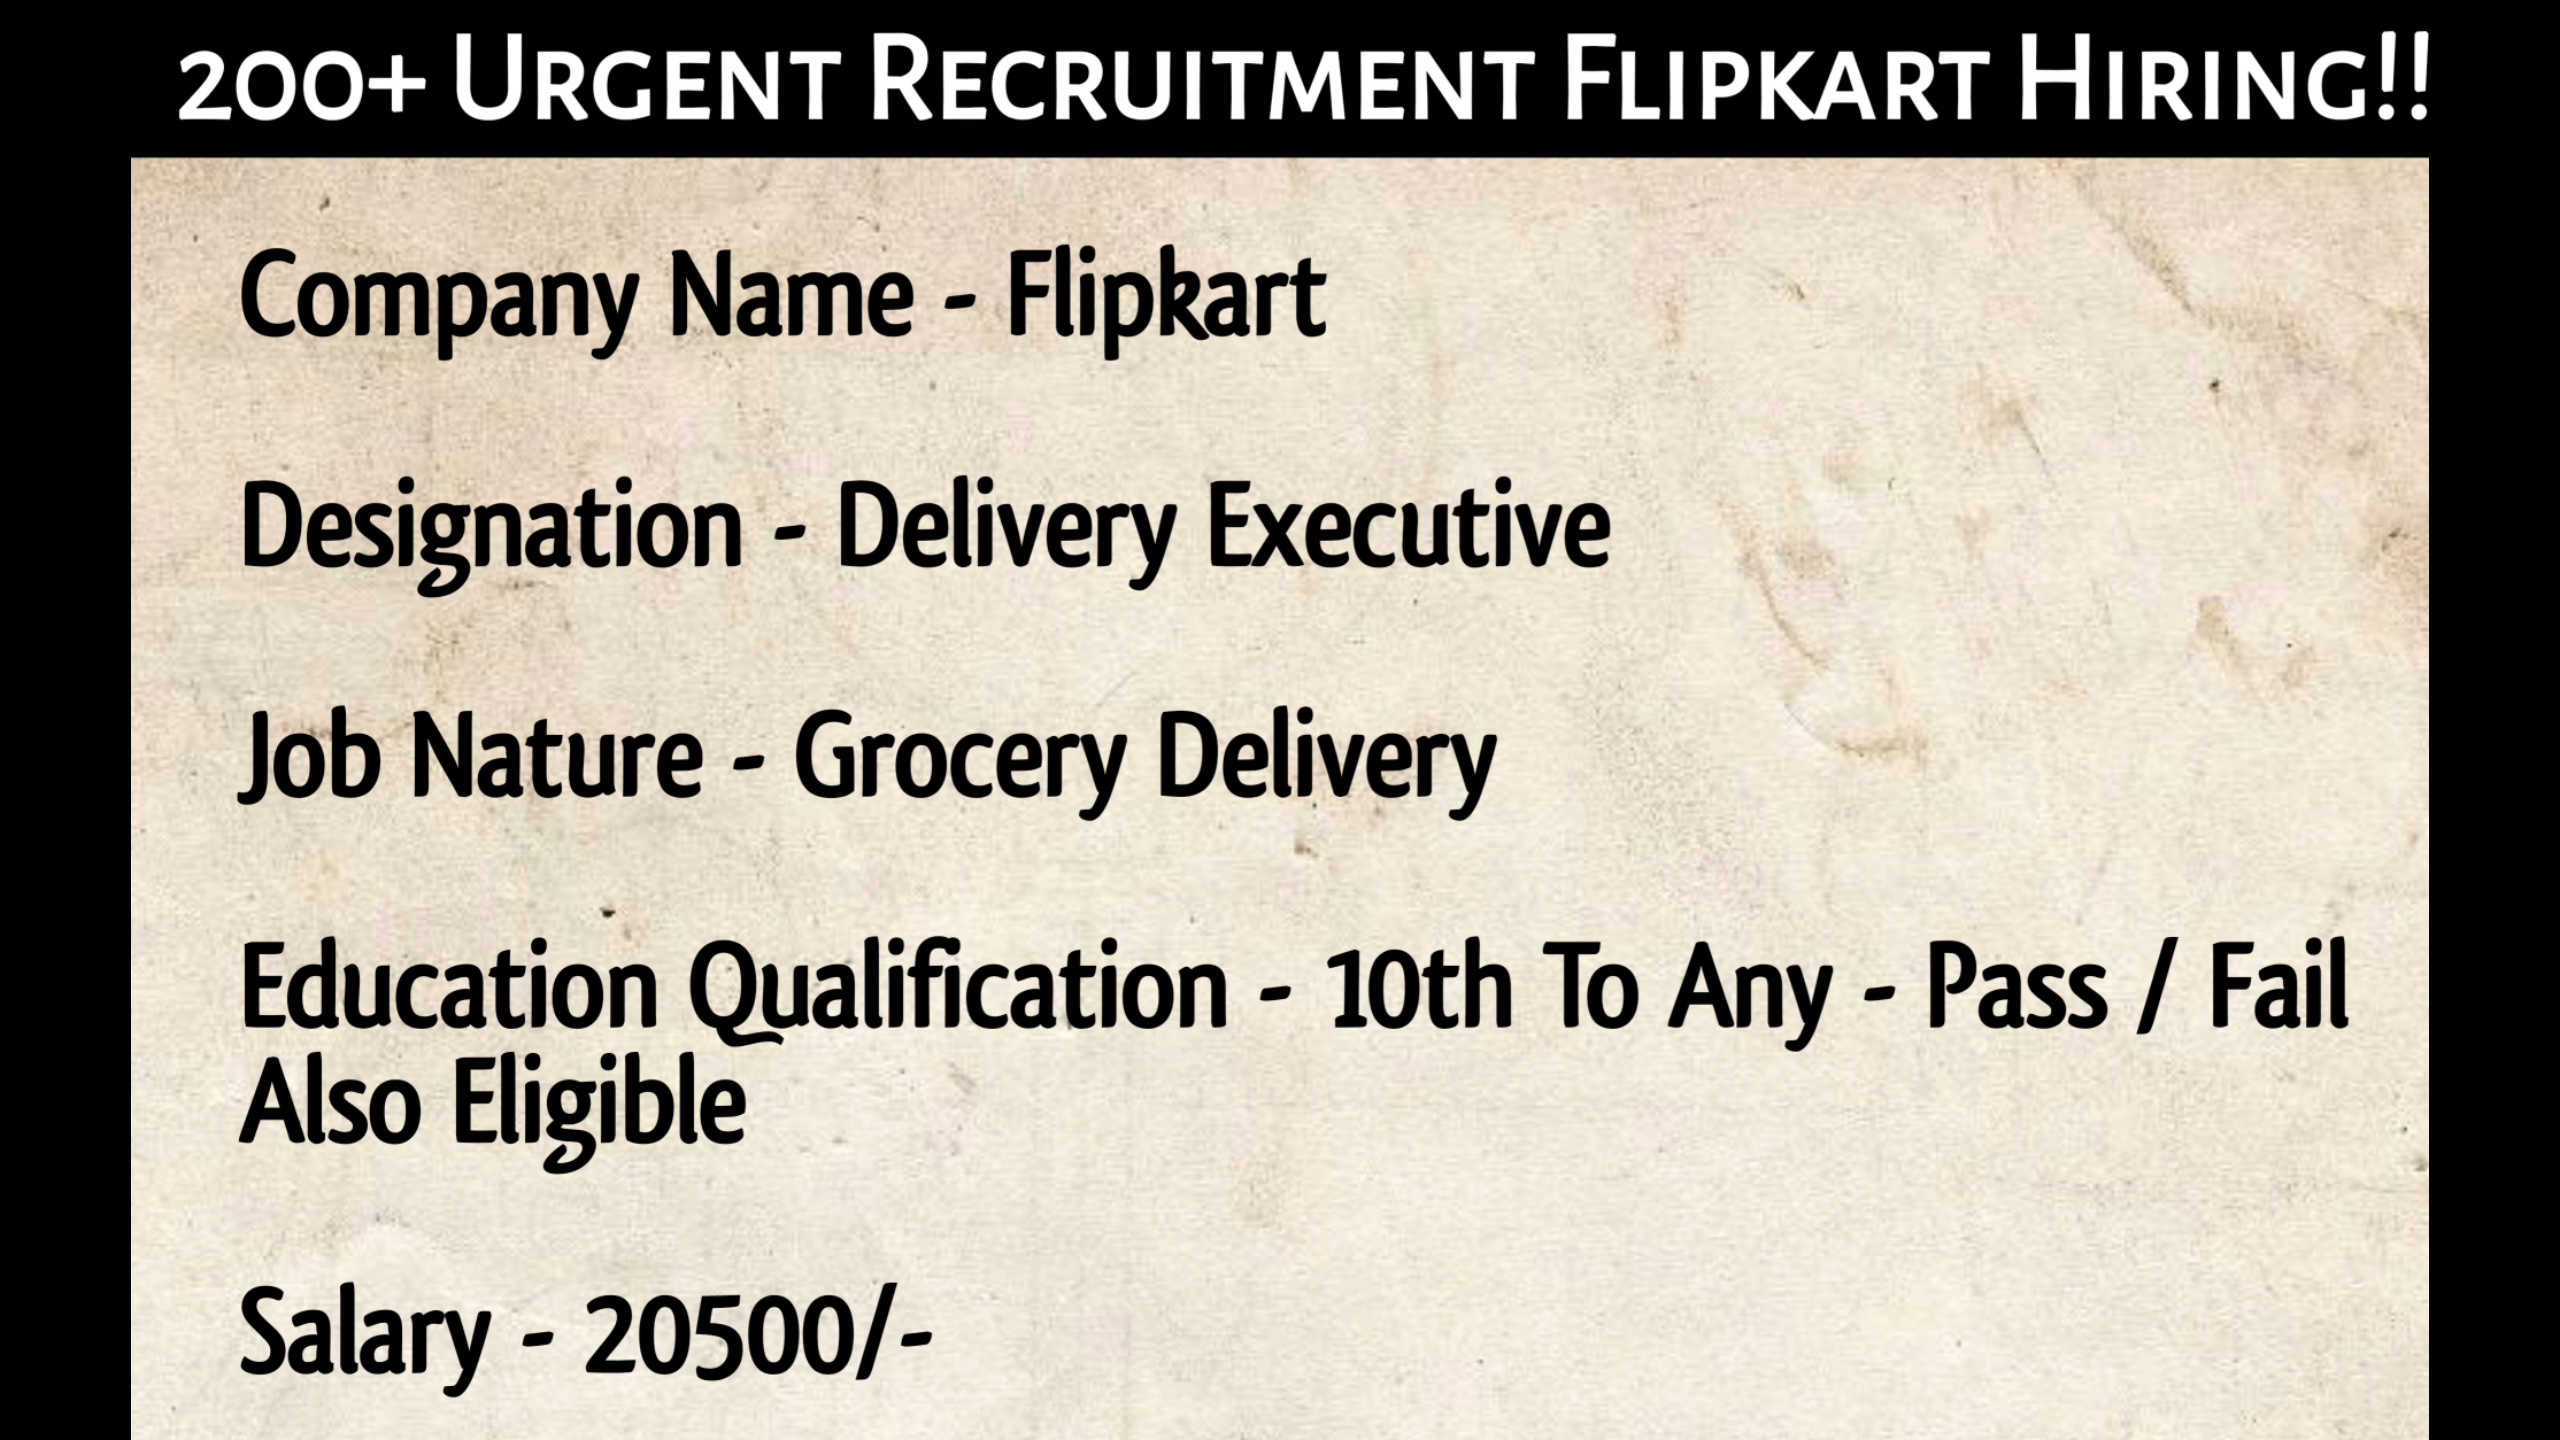 200+ Urgent Recruitment Flipkart Hiring!!
Company Name - Flipkart
Designation - Delivery Executive
Job Nature - Grocery Delivery
Education Qualification - 10th To Any - Pass / Fail
Also Eligible
Salary - 20500/-